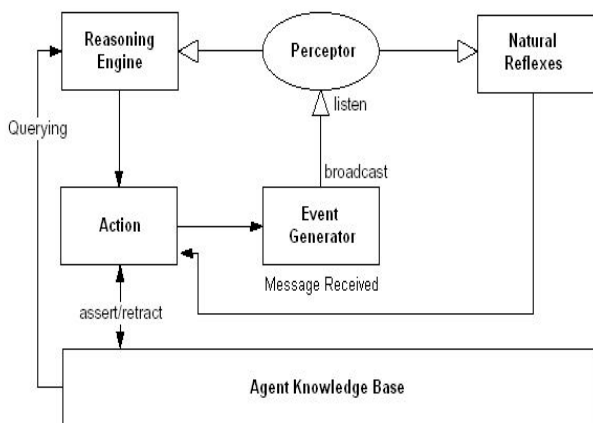 Reasoning
Engine
Perceptor
Natural
Reflexes
listen
Querying
broadcast
Action
Event
Generator
Message Received
assert/retract
Agent Knowledge Base